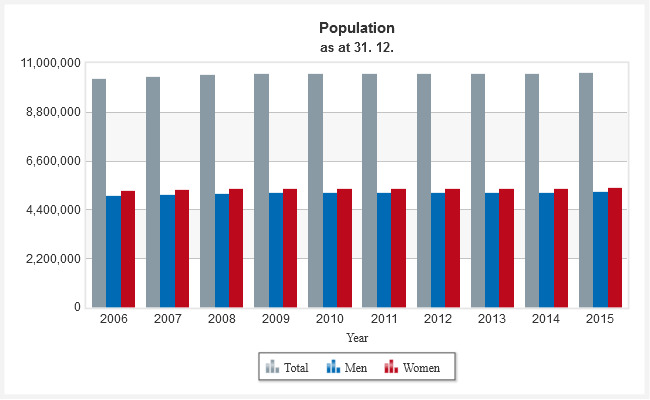 Population
as at 31. 12.
11,000,000
8,800,000
6,600,000
4,400,000
2,200,000
0
2006 2007 2008 2009 2010 2011 2012 2013 2014 2015
Year
Total Men Women